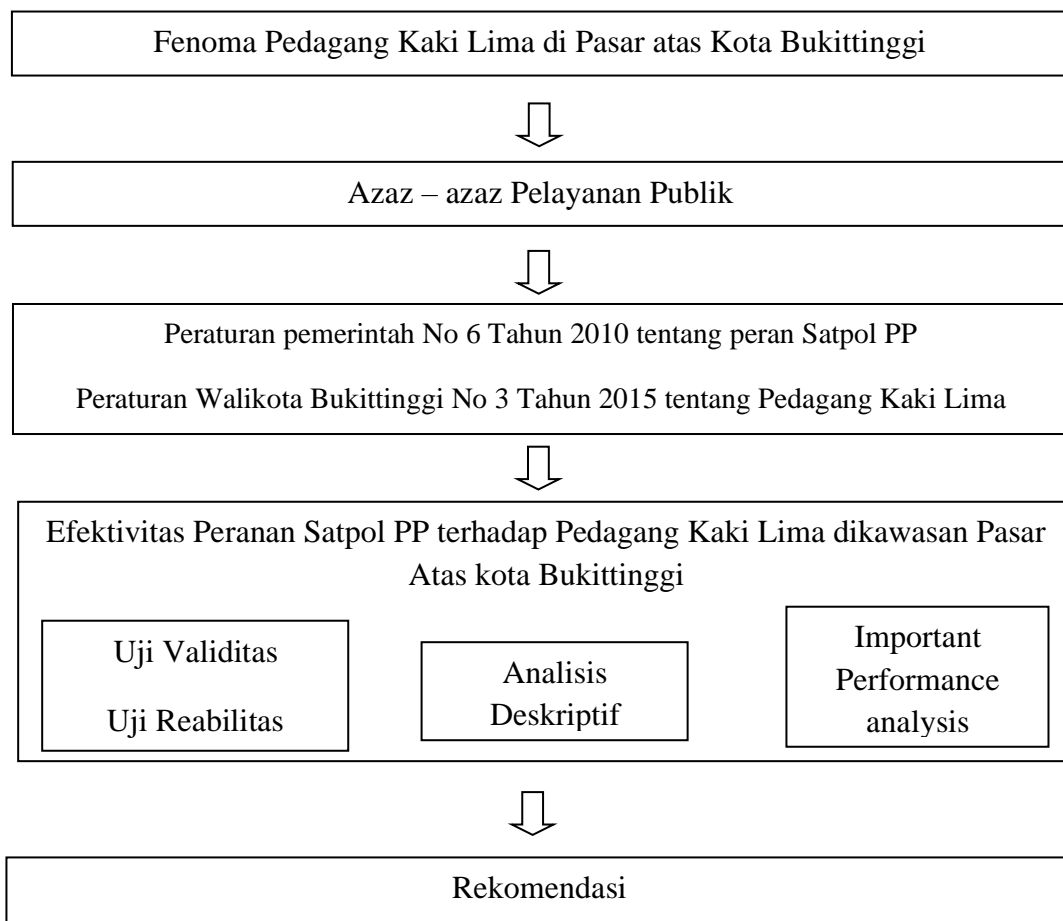 Fenoma Pedagang Kaki Lima di Pasar atas Kota Bukittinggi
Azaz – azaz Pelayanan Publik
Peraturan pemerintah No 6 Tahun 2010 tentang peran Satpol PP
Peraturan Walikota Bukittinggi No 3 Tahun 2015 tentang Pedagang Kaki Lima
Efektivitas Peranan Satpol PP terhadap Pedagang Kaki Lima dikawasan Pasar
Atas kota Bukittinggi
Uji Validitas
Uji Reabilitas
Analisis
Deskriptif
Important
Performance
analysis
Rekomendasi